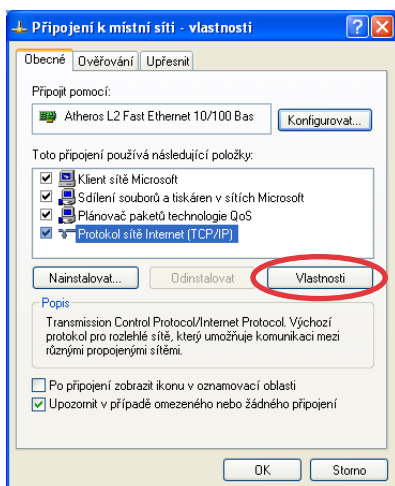 Připojení k místní síti - vlastnosti
Obecné Ověřování Upřesnit
Připojit pomocí:
Atheros L2 Fast Ethernet 10/100 Bas
Konfigurovat...
Toto připojení používá následující položky:
Klient sítě Microsoft
Sdílení souborů a tiskáren v sítích Microsoft
Plánovač paketů technologie QoS
Protokol sítě Internet (TCP/IP)
Nainstalovat... Odinstalovat Vlastnosti
Popis
Transmission Control Protocol/Internet Protocol. Výchozí
protokol pro rozlehlé sítě, který umožňuje komunikaci mezi
různými propojenými sítěmi.
Po připojení zobrazit ikonu v oznamovací oblasti
Upozornit v případě omezeného nebo žádného připojení
OK Storno